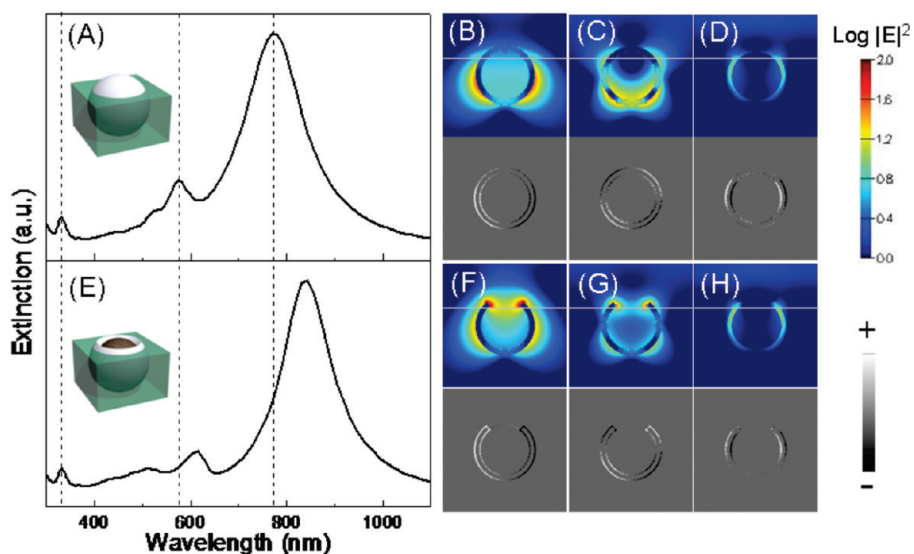 (A)
(B)
(C)
(D)
Log |E|²
2.0
1.6
1.2
0.8
0.4
0.0
Extinction (a.u.)
(E)
(F)
(G)
(H)
+
-
400
600
800
1000
Wavelength (nm)